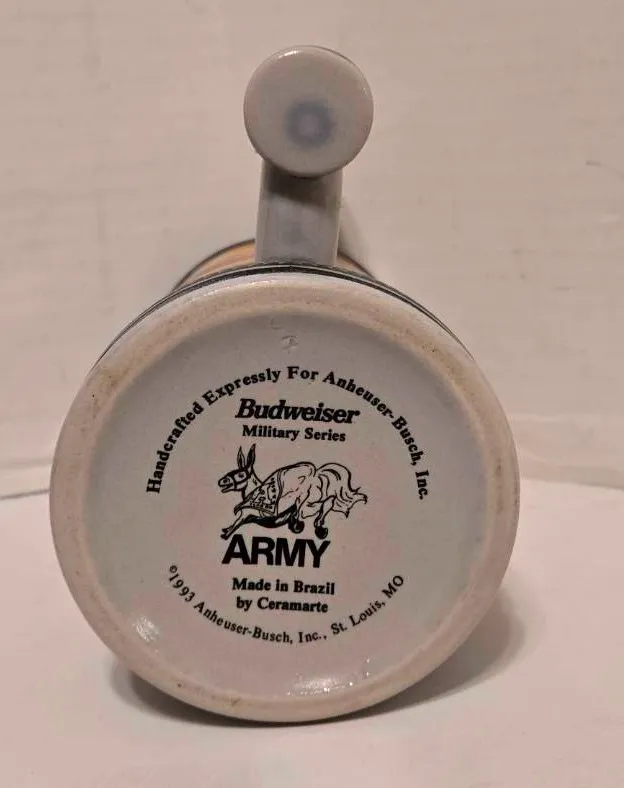 Handcrafted Expressly For Anheuser-Busch, Inc.
Budweiser
Military Series
ARMY
Made in Brazil
by Ceramarte
©1993 Anheuser-Busch, Inc., St. Louis, MO